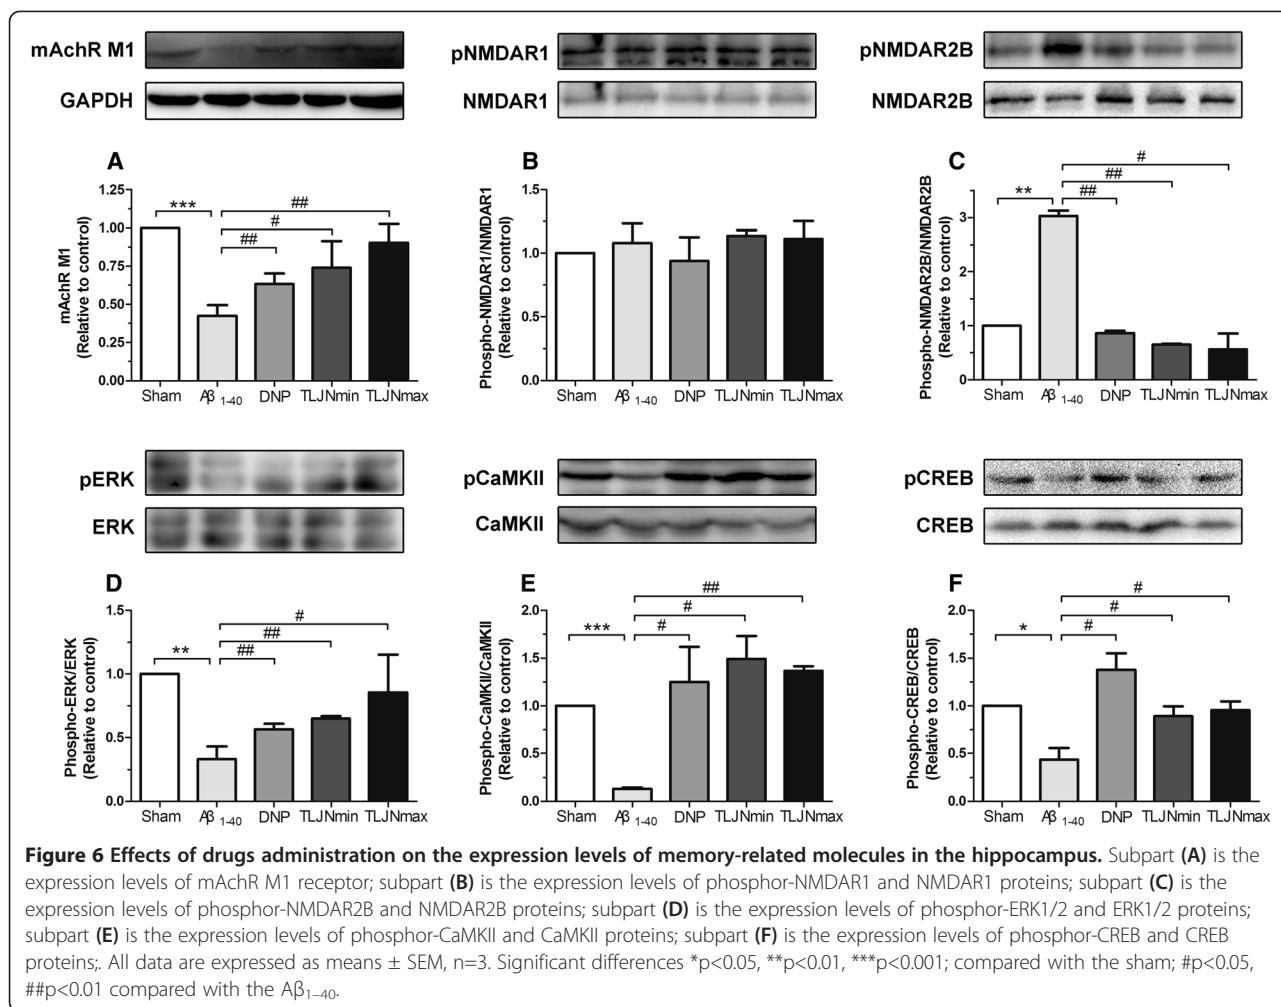 mAchR M1
GAPDH
pNMDAR1
NMDAR1
pNMDAR2B
NMDAR2B
A
mAchR M1
(Relative to control)
1.25
1.00
0.75
0.50
0.25
0.00
***
##
#
##
Sham
Aβ 1-40
DNP
TLJNmin
TLJNmax
B
Phospho-NMDAR1/NMDAR1
(Relative to control)
1.5
1.0
0.5
0.0
Sham
Aβ 1-40
DNP
TLJNmin
TLJNmax
C
Phospho-NMDAR2B/NMDAR2B
(Relative to control)
3
2
1
0
**
#
##
##
Sham
Aβ 1-40
DNP
TLJNmin
TLJNmax
pERK
ERK
pCaMKII
CaMKII
pCREB
CREB
D
Phospho-ERK/ERK
(Relative to control)
1.5
1.0
0.5
0.0
**
#
##
##
Sham
Aβ 1-40
DNP
TLJNmin
TLJNmax
E
Phospho-CaMKII/CaMKII
(Relative to control)
2.0
1.5
1.0
0.5
0.0
***
##
#
#
Sham
Aβ 1-40
DNP
TLJNmin
TLJNmax
F
Phospho-CREB/CREB
(Relative to control)
2.0
1.5
1.0
0.5
0.0
*
#
#
#
Sham
Aβ 1-40
DNP
TLJNmin
TLJNmax
Figure 6 Effects of drugs administration on the expression levels of memory-related molecules in the hippocampus. Subpart (A) is the
expression levels of mAchR M1 receptor; subpart (B) is the expression levels of phosphor-NMDAR1 and NMDAR1 proteins; subpart (C) is the
expression levels of phosphor-NMDAR2B and NMDAR2B proteins; subpart (D) is the expression levels of phosphor-ERK1/2 and ERK1/2 proteins;
subpart (E) is the expression levels of phosphor-CaMKII and CaMKII proteins; subpart (F) is the expression levels of phosphor-CREB and CREB
proteins;. All data are expressed as means ± SEM, n=3. Significant differences *p<0.05, **p<0.01, ***p<0.001; compared with the sham; #p<0.05,
##p<0.01 compared with the Aβ1–40.